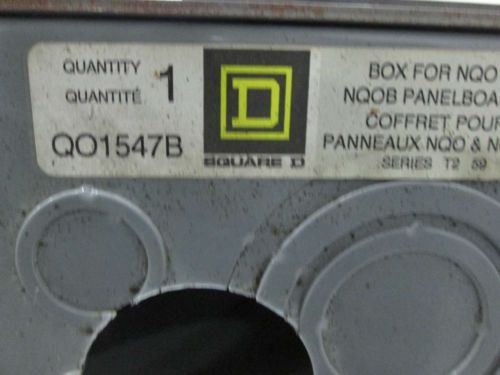 QUANTITY 1
QUANTITÉ
QO1547B
D
SQUARE D
BOX FOR NQO
NQOB PANELBOA
COFFRET POUR
PANNEAUX NQO & N
SERIES T2 59